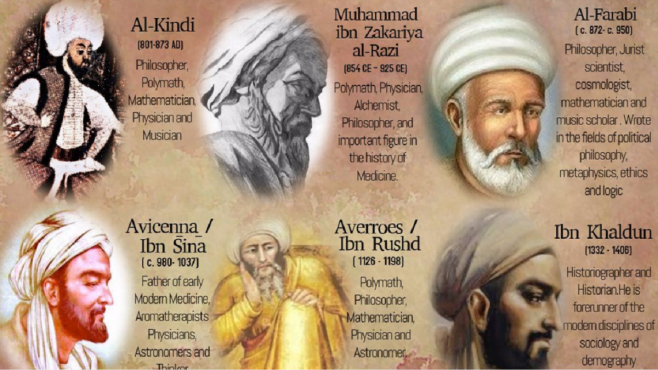 Al-Kindi
(801-873 AD)
Philosopher,
Polymath,
Mathematician,
Physician and
Musician
Muhammad
ibn Zakariya
al-Razi
(854 CE - 925 CE)
Polymath, Physician,
Alchemist,
Philosopher, and
important figure in
the history of
Medicine.
Al-Farabi
( c. 872- c. 950)
Philosopher, Jurist
scientist,
cosmologist,
mathematician and
music scholar . Wrote
in the fields of political
philosophy,
metaphysics, ethics
and logic
Avicenna /
Ibn Sina
( c. 980- 1037)
Father of early
Modern Medicine,
Aromatherapists
Physicians,
Astronomers and
Thinker
Averroes /
Ibn Rushd
( 1126 - 1198)
Polymath,
Philosopher,
Mathematician,
Physician and
Astronomer,
Ibn Khaldun
(1332 - 1406)
Historiographer and
Historian.He is
forerunner of the
modern disciplines of
sociology and
demography